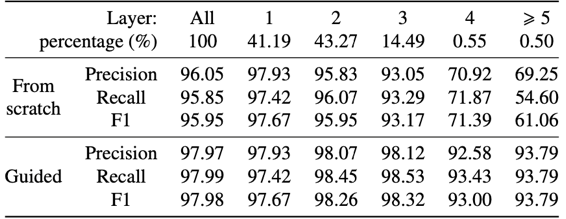 Layer: All 1 2 3 4 ⩾ 5
percentage (%) 100 41.19 43.27 14.49 0.55 0.50
From scratch Precision 96.05 97.93 95.83 93.05 70.92 69.25
Recall 95.85 97.42 96.07 93.29 71.87 54.60
F1 95.95 97.67 95.95 93.17 71.39 61.06
Guided Precision 97.97 97.93 98.07 98.12 92.58 93.79
Recall 97.99 97.42 98.45 98.53 93.43 93.79
F1 97.98 97.67 98.26 98.32 93.00 93.79